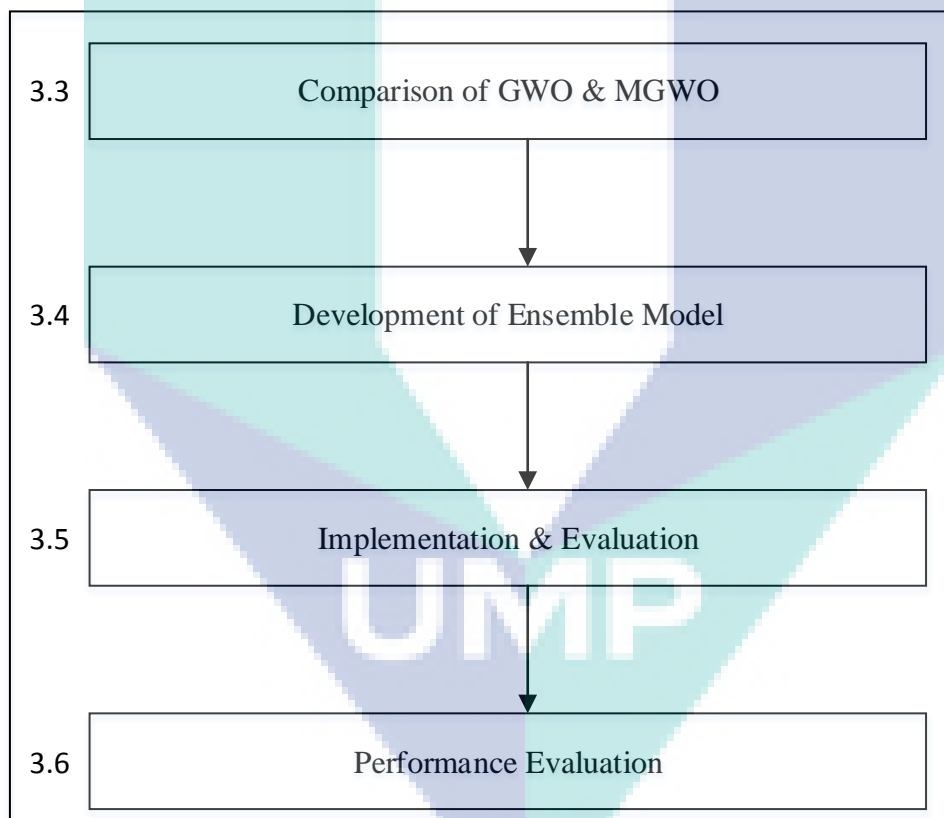 3.3 Comparison of GWO & MGWO
3.4 Development of Ensemble Model
3.5 Implementation & Evaluation
UMP
3.6 Performance Evaluation